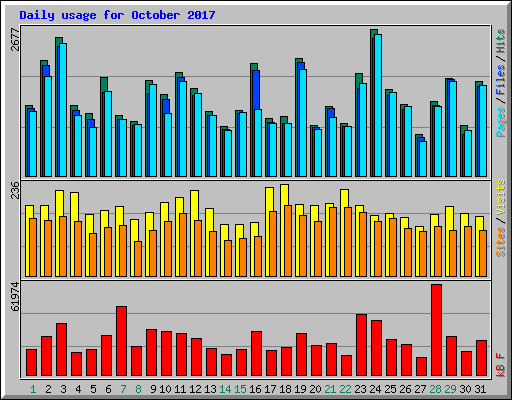 Daily usage for October 2017
2677
Pages / Files / Hits
236
Sites / Visits
61974
kB F
1 2 3 4 5 6 7 8 9 10 11 12 13 14 15 16 17 18 19 20 21 22 23 24 25 26 27 28 29 30 31